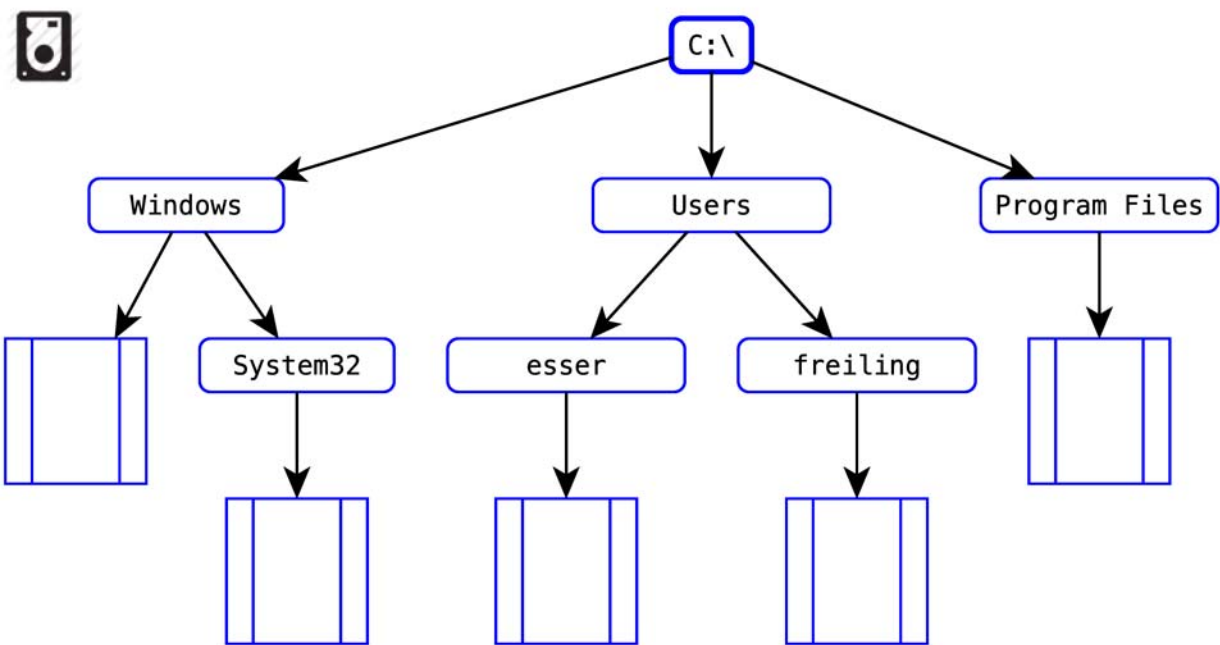 C:\
Windows
Users
Program Files
System32
esser
freiling